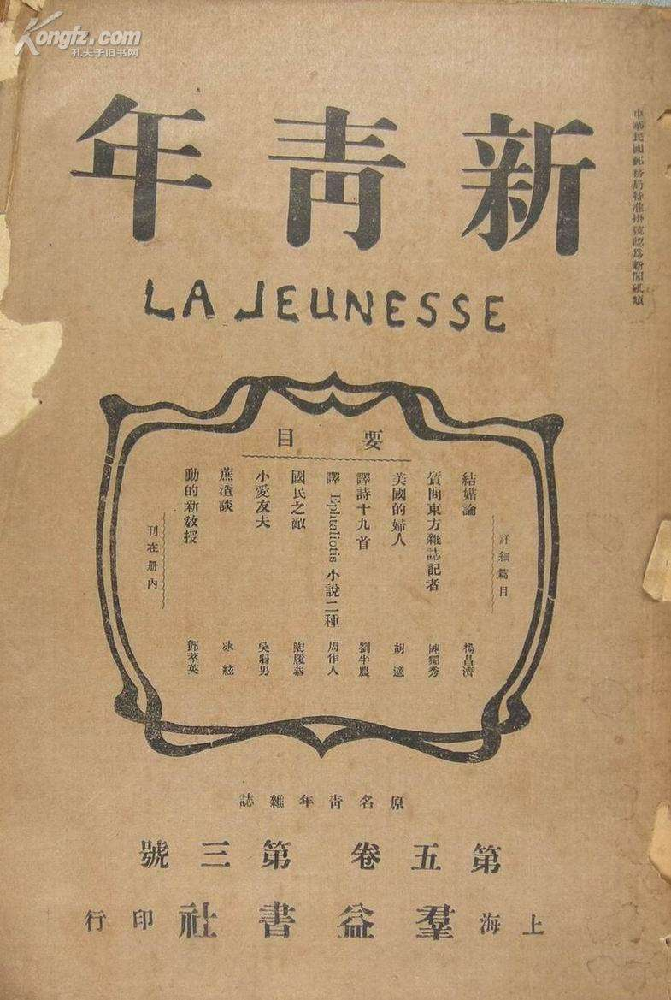 Kongfz.com
孔夫子旧书网
中華民國郵務局特准掛號認爲新聞紙類
新青年
LA JEUNESSE
要目
詳細篇目
結婚論 楊昌濟
質問東方雜誌記者 陳獨秀
美國的婦人 胡適
譯詩十九首 劉半農
譯 Ephtaliotis 小說二種 周作人
國民之敵 陶履恭
小愛友夫 吳弱男
蔗渣談 冰絃
動的新敎授 鄧萃英
刊在册內
原名青年雜誌
第五卷第三號
上海羣益書社印行